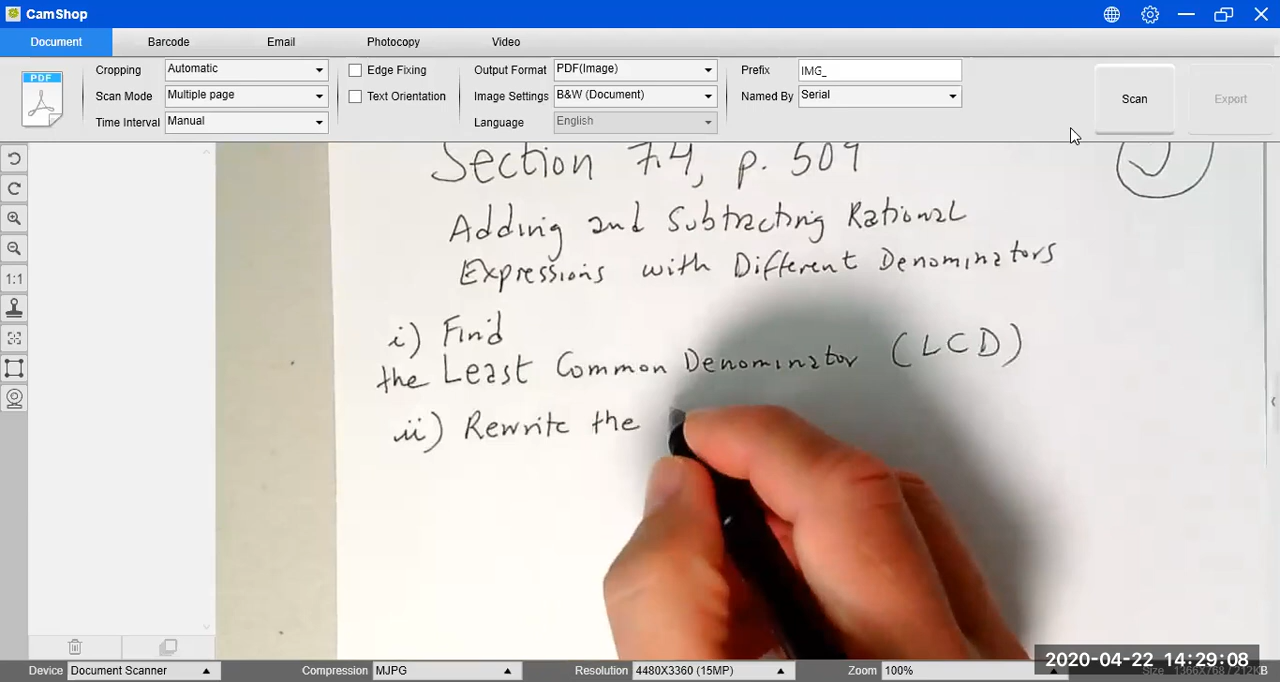 CamShop
Document Barcode Email Photocopy Video
Cropping Automatic Edge Fixing Output Format PDF(Image) Prefix IMG_
PDF Scan Mode Multiple page Text Orientation Image Settings B&W (Document) Named By Serial Scan Export
Time Interval Manual Language English
1:1
Section 7.4, p. 509
Adding and Subtracting Rational
Expressions with Different Denominators
i) Find
the Least Common Denominator (LCD)
ii) Rewrite the
2020-04-22 14:29:08
Device Document Scanner Compression MJPG Resolution 4480X3360 (15MP) Zoom 100% Size